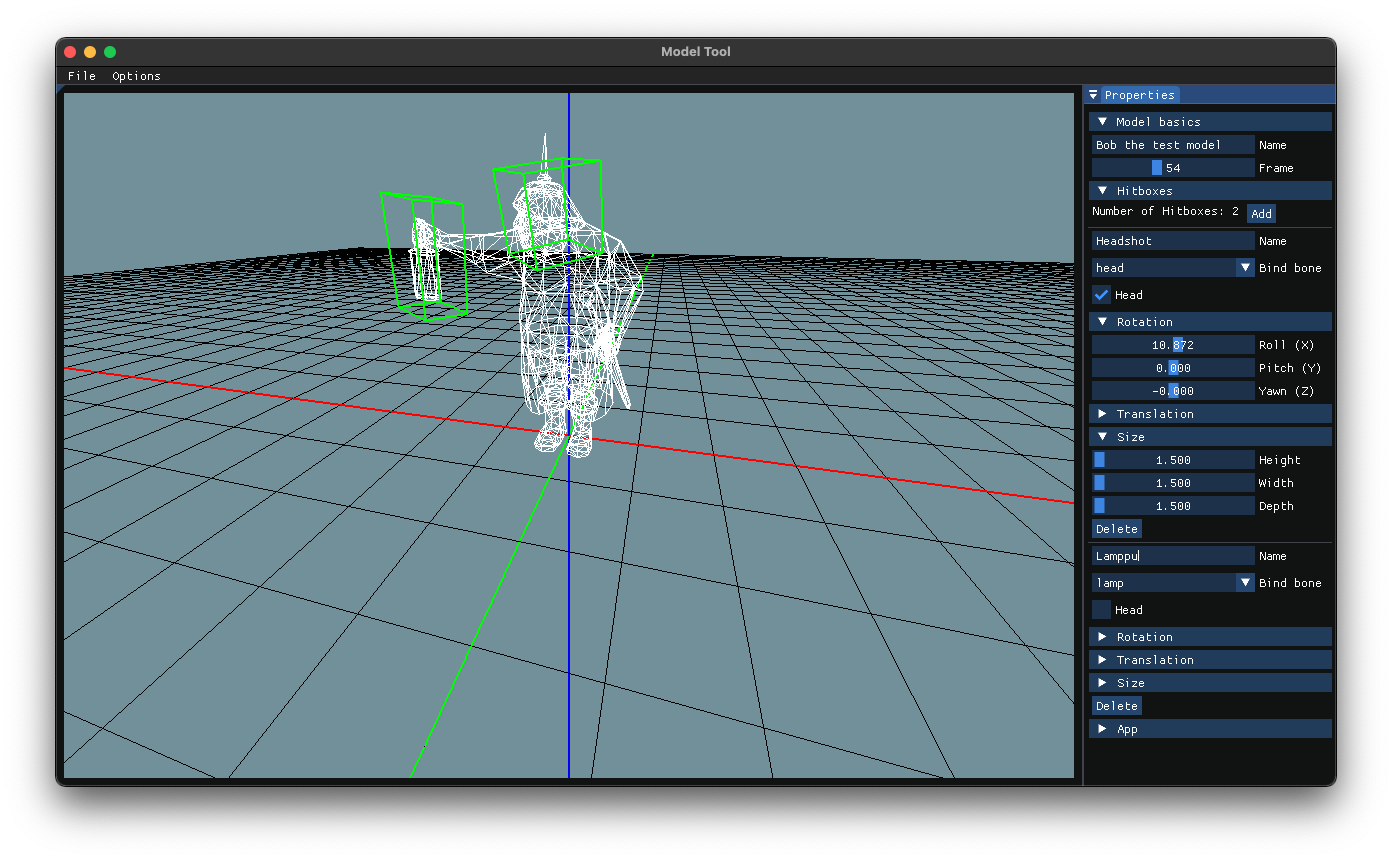 Model Tool
File Options
Properties
Model basics
Bob the test model Name
54 Frame
Hitboxes
Number of Hitboxes: 2 Add
Headshot Name
head Bind bone
Head
Rotation
10.872 Roll (X)
0.000 Pitch (Y)
-0.000 Yawn (Z)
Translation
Size
1.500 Height
1.500 Width
1.500 Depth
Delete
Lamppu Name
lamp Bind bone
Head
Rotation
Translation
Size
Delete
App